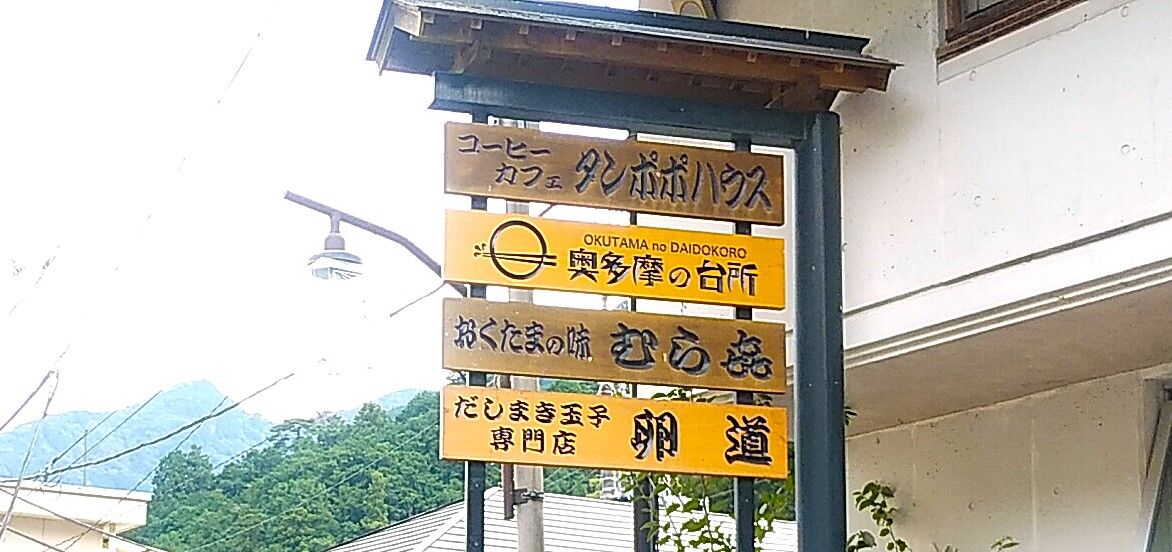 コーヒー
カフェ タンポポハウス
OKUTAMA no DAIDOKORO
奥多摩の台所
おくたまの味 むら㐂
だしまき玉子
専門店 卵道